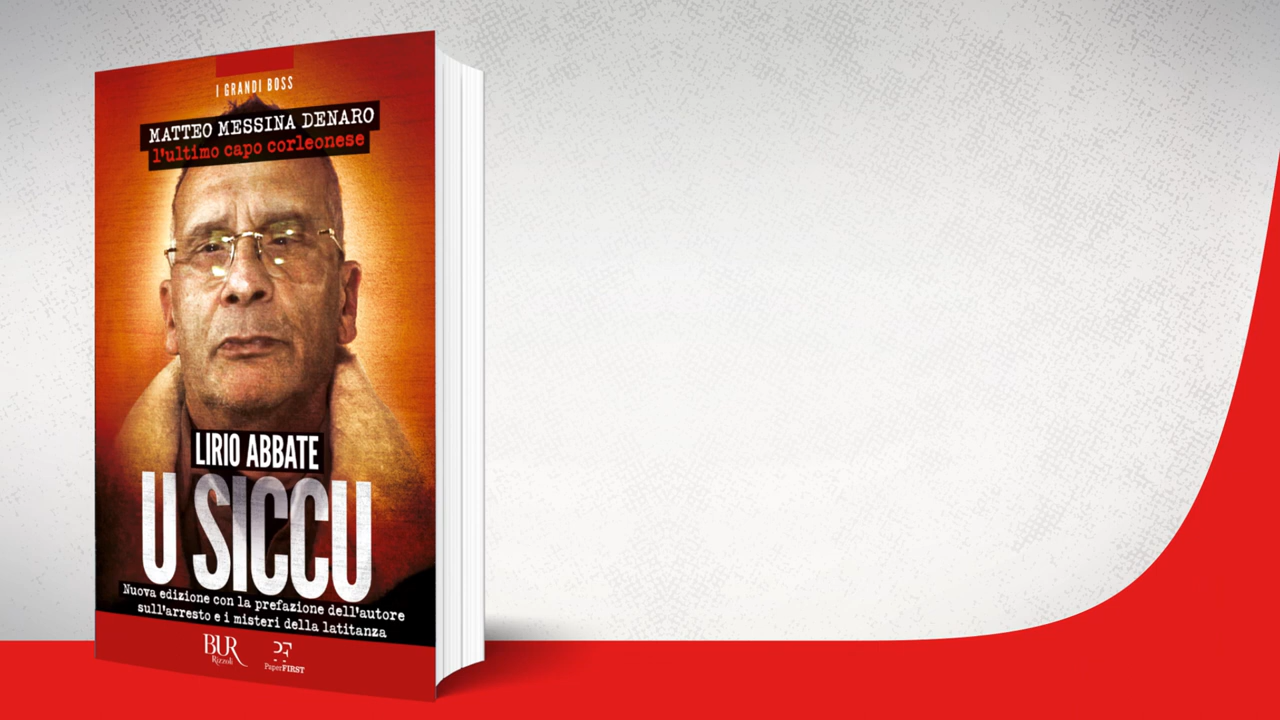 I GRANDI BOSS
MATTEO MESSINA DENARO
l'ultimo capo corleonese
LIRIO ABBATE
U SICCU
Nuova edizione con la prefazione dell'autore
sull'arresto e i misteri della latitanza
BUR
Rizzoli
PF
PaperFIRST